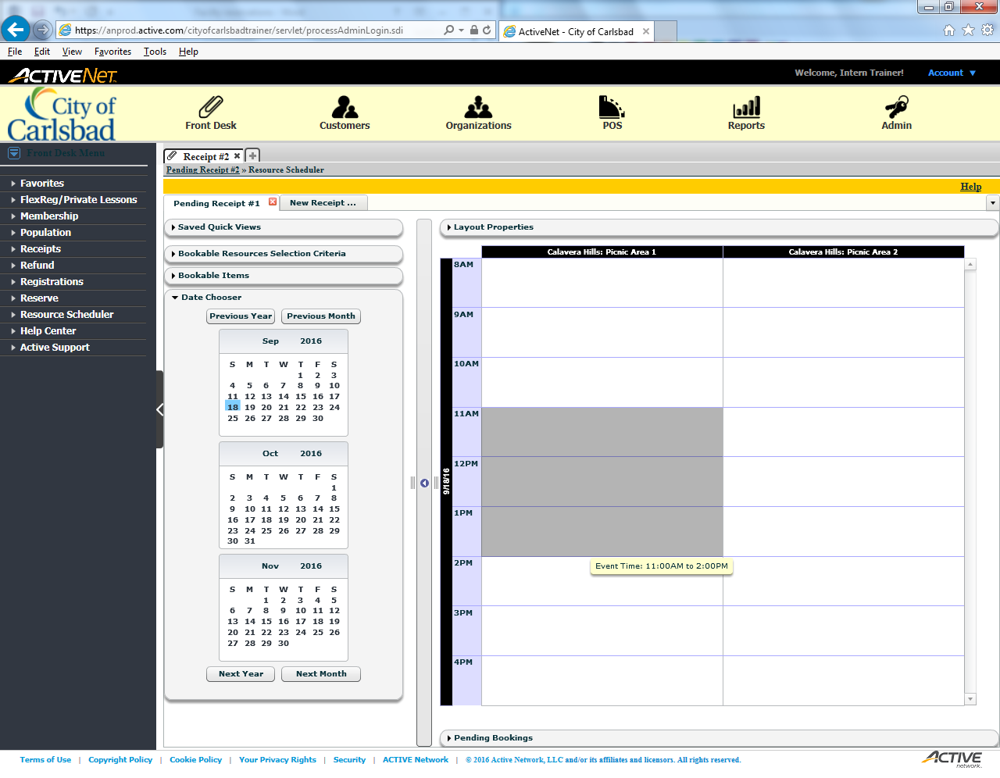 https://anprod.active.com/cityofcarlsbadtrainer/servlet/processAdminLogin.sdi
ActiveNet - City of Carlsbad
File Edit View Favorites Tools Help
ACTIVENET
Welcome, Intern Trainer! Account
City of
Carlsbad
Front Desk Customers Organizations POS Reports Admin
Front Desk Menu
Favorites
FlexReg/Private Lessons
Membership
Population
Receipts
Refund
Registrations
Reserve
Resource Scheduler
Help Center
Active Support
Receipt #2
Pending Receipt #2 » Resource Scheduler
Help
Pending Receipt #1 New Receipt ...
Saved Quick Views
Bookable Resources Selection Criteria
Bookable Items
Date Chooser
Previous Year Previous Month
Sep 2016
S M T W T F S
1 2 3
4 5 6 7 8 9 10
11 12 13 14 15 16 17
18 19 20 21 22 23 24
25 26 27 28 29 30
Oct 2016
S M T W T F S
1
2 3 4 5 6 7 8
9 10 11 12 13 14 15
16 17 18 19 20 21 22
23 24 25 26 27 28 29
30 31
Nov 2016
S M T W T F S
1 2 3 4 5
6 7 8 9 10 11 12
13 14 15 16 17 18 19
20 21 22 23 24 25 26
27 28 29 30
Next Year Next Month
Layout Properties
Calavera Hills: Picnic Area 1 Calavera Hills: Picnic Area 2
9/18/16
8AM
9AM
10AM
11AM
12PM
1PM
2PM
Event Time: 11:00AM to 2:00PM
3PM
4PM
Pending Bookings
Terms of Use | Copyright Policy | Cookie Policy | Your Privacy Rights | Security | ACTIVE Network | © 2016 Active Network, LLC and/or its affiliates and licensors. All rights reserved.
ACTIVE
network